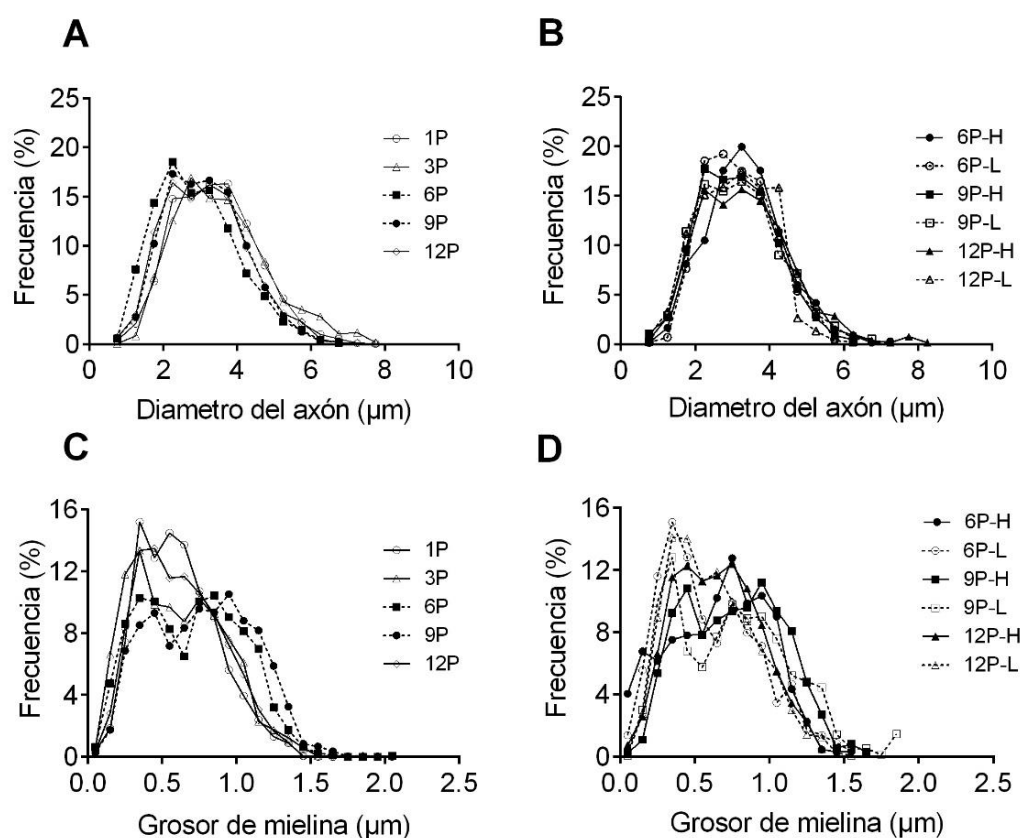 A
Frecuencia (%)
25
20
15
10
5
0
0 2 4 6 8 10
Diametro del axón (µm)
1P
3P
6P
9P
12P
B
Frecuencia (%)
25
20
15
10
5
0
0 2 4 6 8 10
Diametro del axón (µm)
6P-H
6P-L
9P-H
9P-L
12P-H
12P-L
C
Frecuencia (%)
16
12
8
4
0
0.0 0.5 1.0 1.5 2.0 2.5
Grosor de mielina (µm)
1P
3P
6P
9P
12P
D
Frecuencia (%)
16
12
8
4
0
0.0 0.5 1.0 1.5 2.0 2.5
Grosor de mielina (µm)
6P-H
6P-L
9P-H
9P-L
12P-H
12P-L